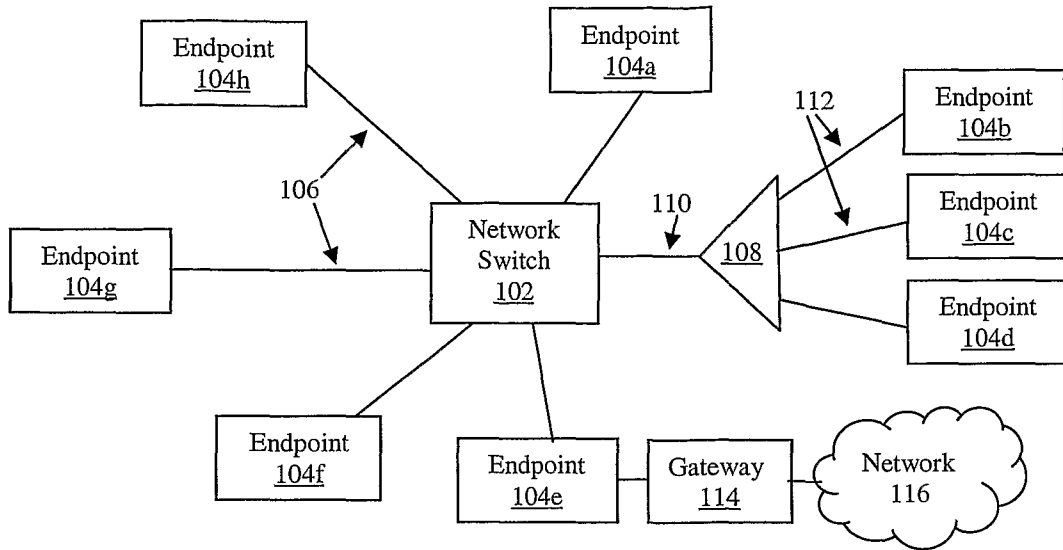 Endpoint
104h
Endpoint
104a
112
Endpoint
104b
106
Network
Switch
102
110
108
Endpoint
104c
Endpoint
104g
Endpoint
104d
Endpoint
104f
Endpoint
104e
Gateway
114
Network
116